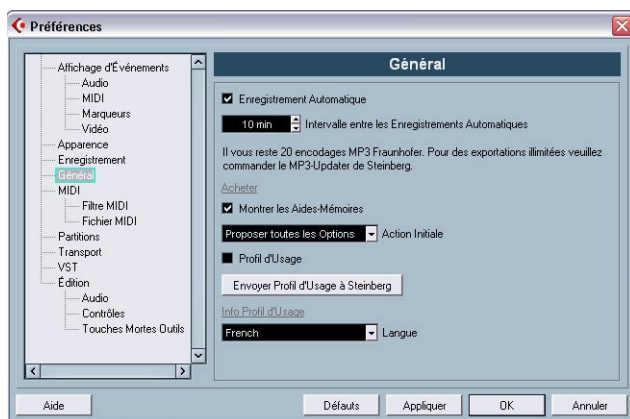 Préférences
Affichage d'Événements
Audio
MIDI
Marqueurs
Vidéo
Apparence
Enregistrement
Général
MIDI
Filtre MIDI
Fichier MIDI
Partitions
Transport
VST
Édition
Audio
Contrôles
Touches Mortes Outils
Général
Enregistrement Automatique
10 min Intervalle entre les Enregistrements Automatiques
Il vous reste 20 encodages MP3 Fraunhofer. Pour des exportations illimitées veuillez
commander le MP3-Updater de Steinberg.
Acheter
Montrer les Aides-Mémoires
Proposer toutes les Options Action Initiale
Profil d'Usage
Envoyer Profil d'Usage à Steinberg
Info Profil d'Usage
French Langue
Aide Défauts Appliquer OK Annuler